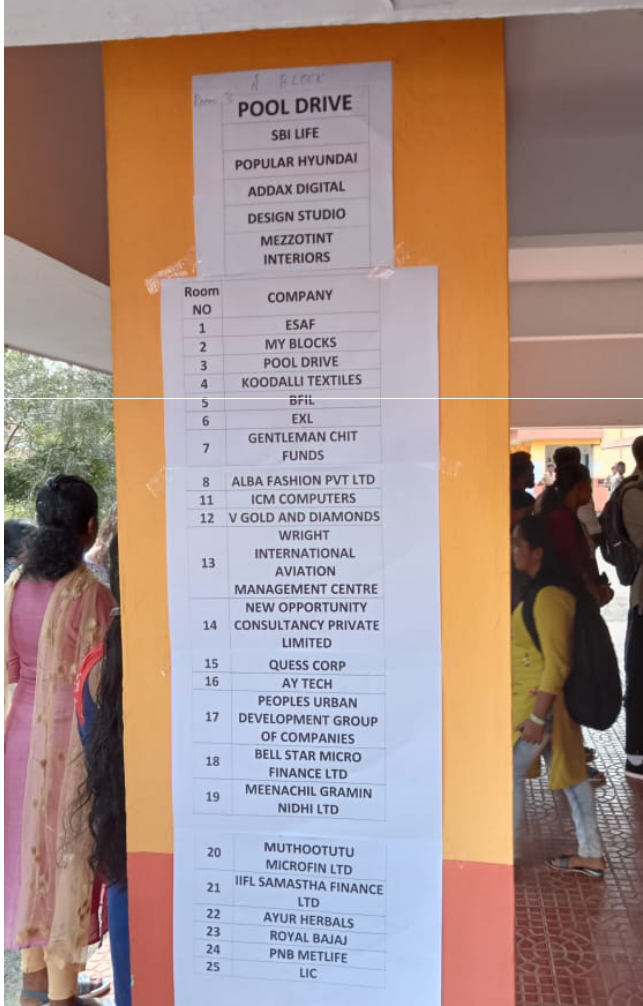 A BLOCK
Room 3
POOL DRIVE
SBI LIFE
POPULAR HYUNDAI
ADDAX DIGITAL
DESIGN STUDIO
MEZZOTINT
INTERIORS
Room
NO
COMPANY
1 ESAF
2 MY BLOCKS
3 POOL DRIVE
4 KOODALLI TEXTILES
5 BFIL
6 EXL
7 GENTLEMAN CHIT
FUNDS
8 ALBA FASHION PVT LTD
11 ICM COMPUTERS
12 V GOLD AND DIAMONDS
13 WRIGHT
INTERNATIONAL
AVIATION
MANAGEMENT CENTRE
14 NEW OPPORTUNITY
CONSULTANCY PRIVATE
LIMITED
15 QUESS CORP
16 AY TECH
17 PEOPLES URBAN
DEVELOPMENT GROUP
OF COMPANIES
18 BELL STAR MICRO
FINANCE LTD
19 MEENACHIL GRAMIN
NIDHI LTD
20 MUTHOOTUTU
MICROFIN LTD
21 IIFL SAMASTHA FINANCE
LTD
22 AYUR HERBALS
23 ROYAL BAJAJ
24 PNB METLIFE
25 LIC